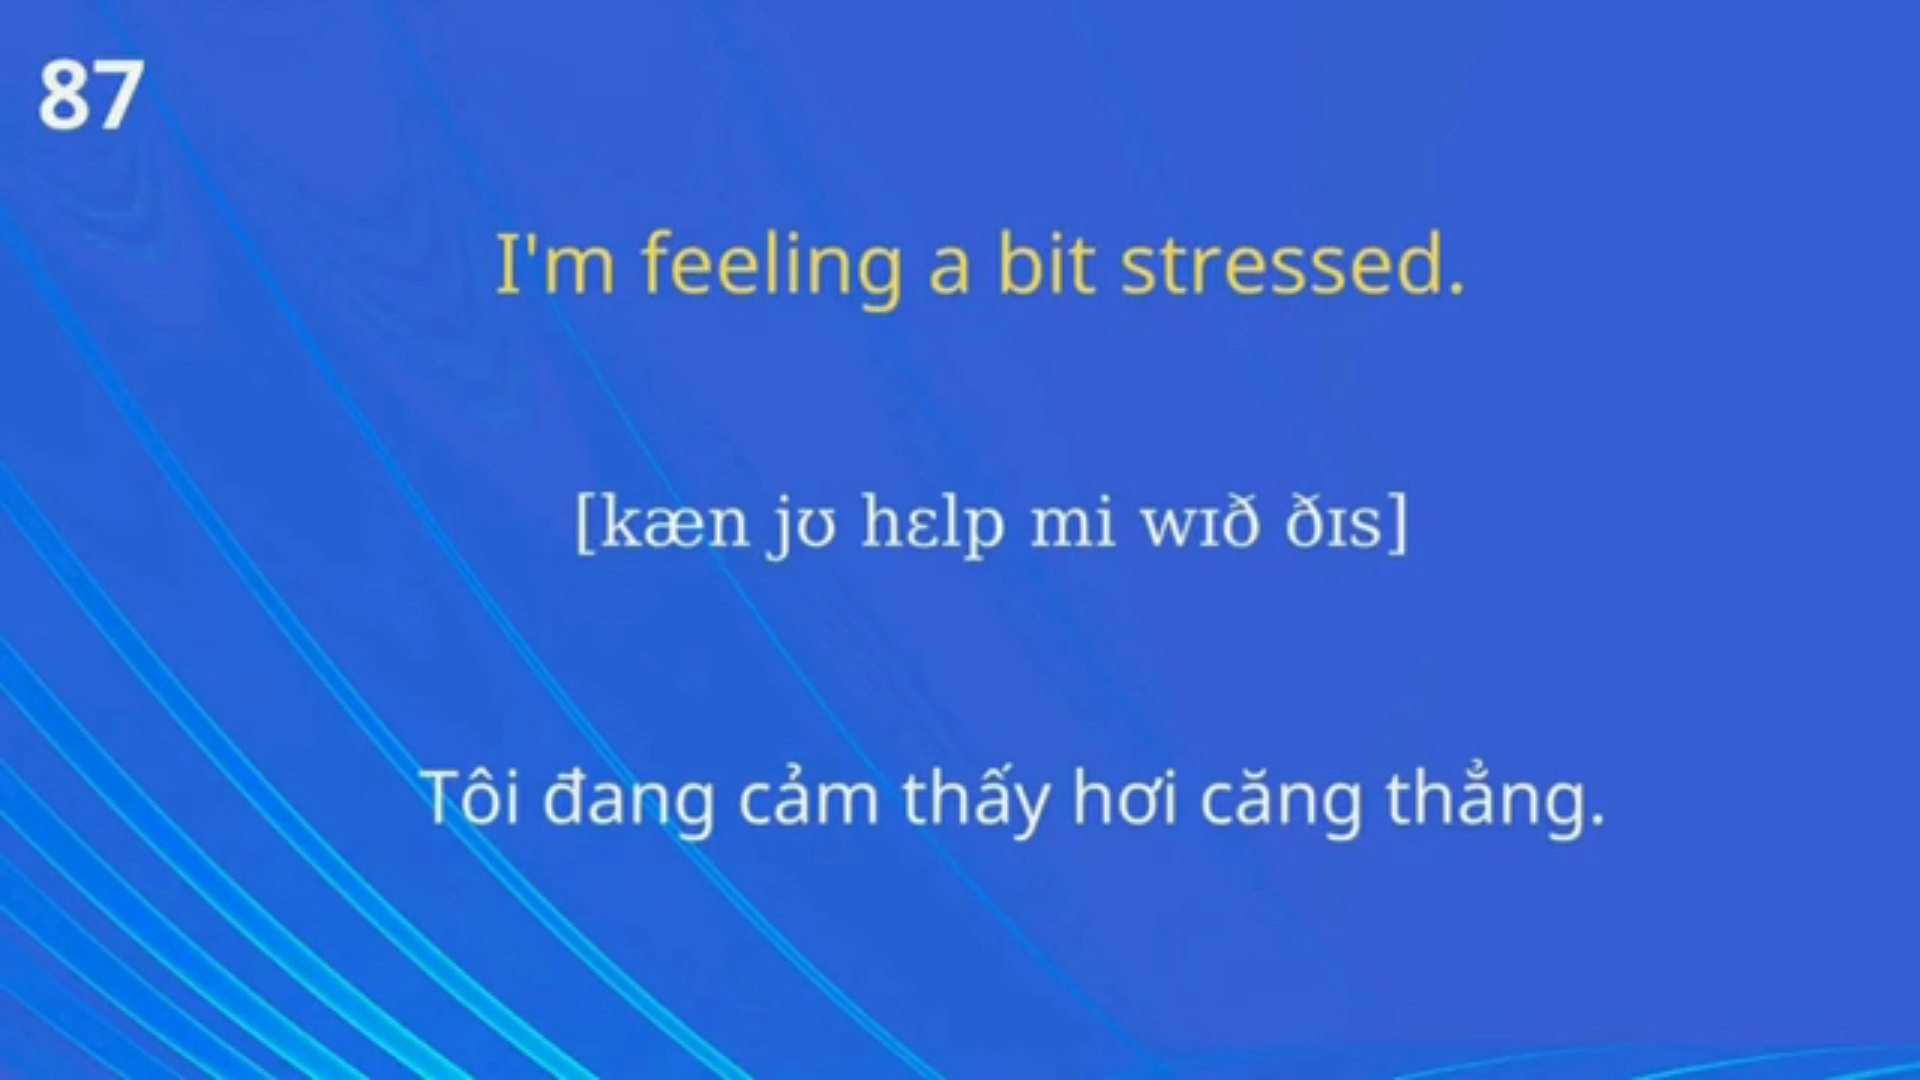 87
I'm feeling a bit stressed.
[kæn jʊ hɛlp mi wɪð ðɪs]
Tôi đang cảm thấy hơi căng thẳng.